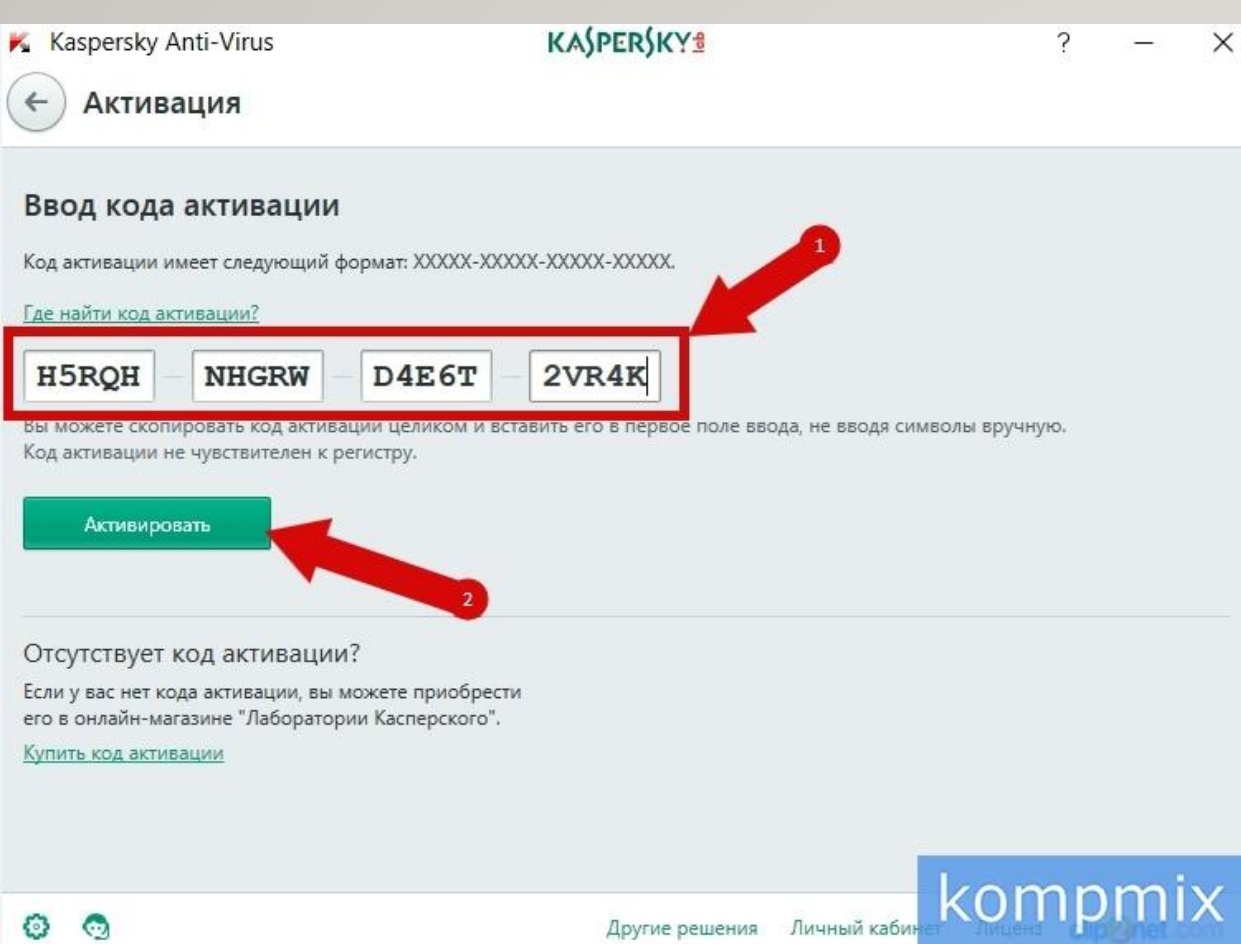 Kaspersky Anti-Virus KASPERSKY lab ?
Активация
Ввод кода активации
Код активации имеет следующий формат: XXXXX-XXXXX-XXXXX-XXXXX.
1
Где найти код активации?
H5RQH – NHGRW – D4E6T – 2VR4K
Вы можете скопировать код активации целиком и вставить его в первое поле ввода, не вводя символы вручную.
Код активации не чувствителен к регистру.
Активировать
2
Отсутствует код активации?
Если у вас нет кода активации, вы можете приобрести
его в онлайн-магазине "Лаборатории Касперского".
Купить код активации
kompmix
Другие решения Личный кабинет clip2net.com